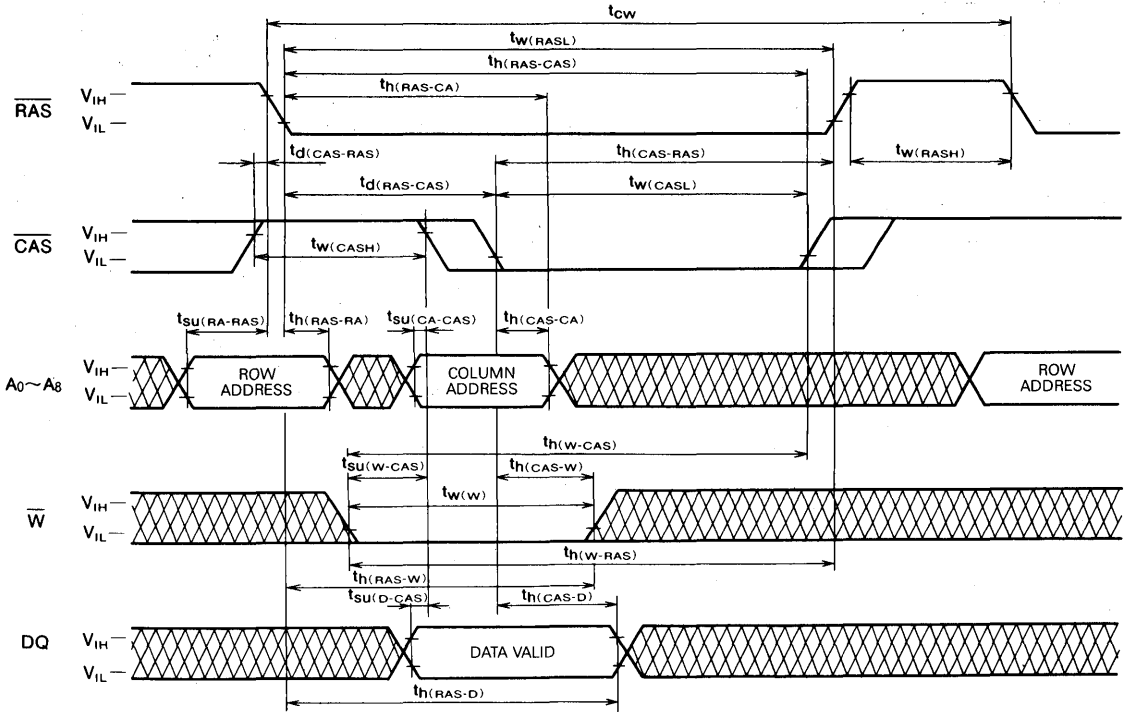 tCW
tW(RASL)
th(RAS-CAS)
th(RAS-CA)
RAS
VIH
VIL
td(CAS-RAS)
th(CAS-RAS)
tW(RASH)
td(RAS-CAS)
tW(CASL)
CAS
VIH
VIL
tW(CASH)
tsu(RA-RAS)
th(RAS-RA)
tsu(CA-CAS)
th(CAS-CA)
A0~A8
VIH
VIL
ROW
ADDRESS
COLUMN
ADDRESS
ROW
ADDRESS
th(W-CAS)
tsu(W-CAS)
th(CAS-W)
tW(W)
W
VIH
VIL
th(W-RAS)
th(RAS-W)
tsu(D-CAS)
th(CAS-D)
DQ
VIH
VIL
DATA VALID
th(RAS-D)